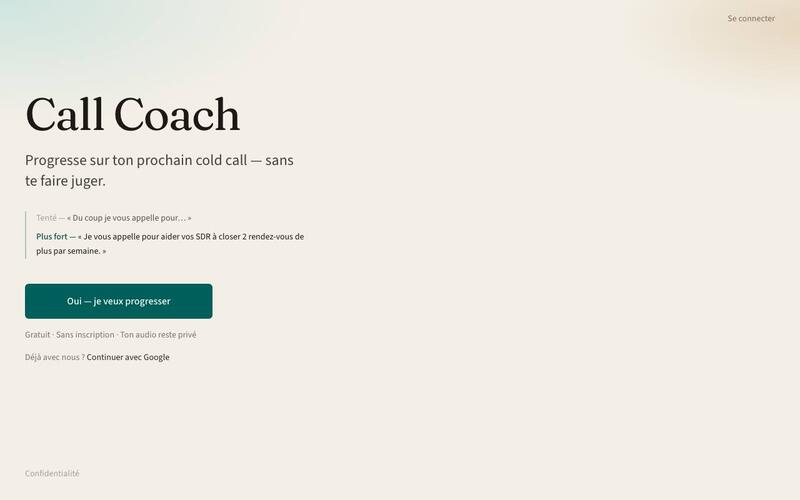 Se connecter
Call Coach
Progresse sur ton prochain cold call — sans
te faire juger.
Tenté — « Du coup je vous appelle pour… »
Plus fort — « Je vous appelle pour aider vos SDR à closer 2 rendez-vous de
plus par semaine. »
Oui — je veux progresser
Gratuit · Sans inscription · Ton audio reste privé
Déjà avec nous ? Continuer avec Google
Confidentialité